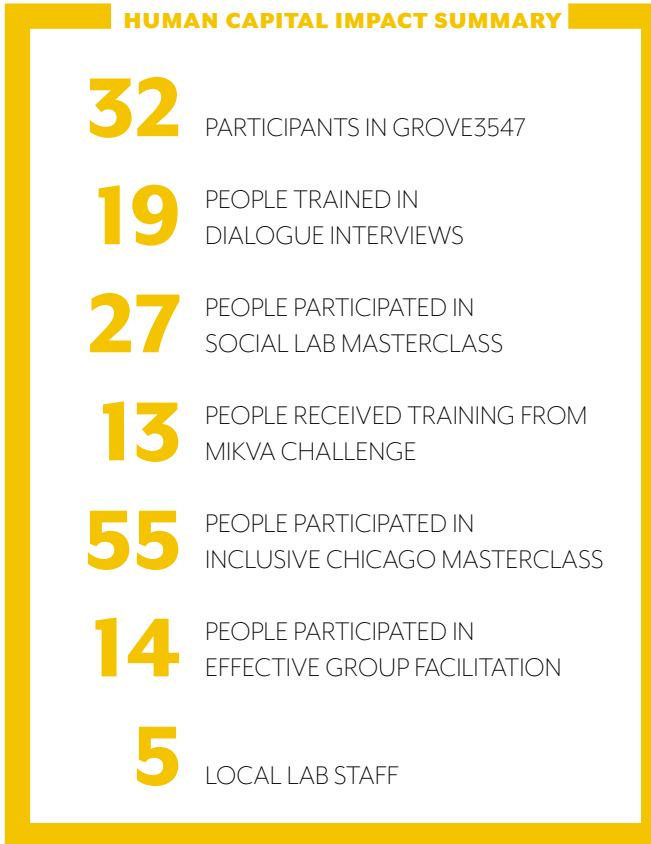 HUMAN CAPITAL IMPACT SUMMARY
32 PARTICIPANTS IN GROVE3547
19 PEOPLE TRAINED IN
DIALOGUE INTERVIEWS
27 PEOPLE PARTICIPATED IN
SOCIAL LAB MASTERCLASS
13 PEOPLE RECEIVED TRAINING FROM
MIKVA CHALLENGE
55 PEOPLE PARTICIPATED IN
INCLUSIVE CHICAGO MASTERCLASS
14 PEOPLE PARTICIPATED IN
EFFECTIVE GROUP FACILITATION
5 LOCAL LAB STAFF